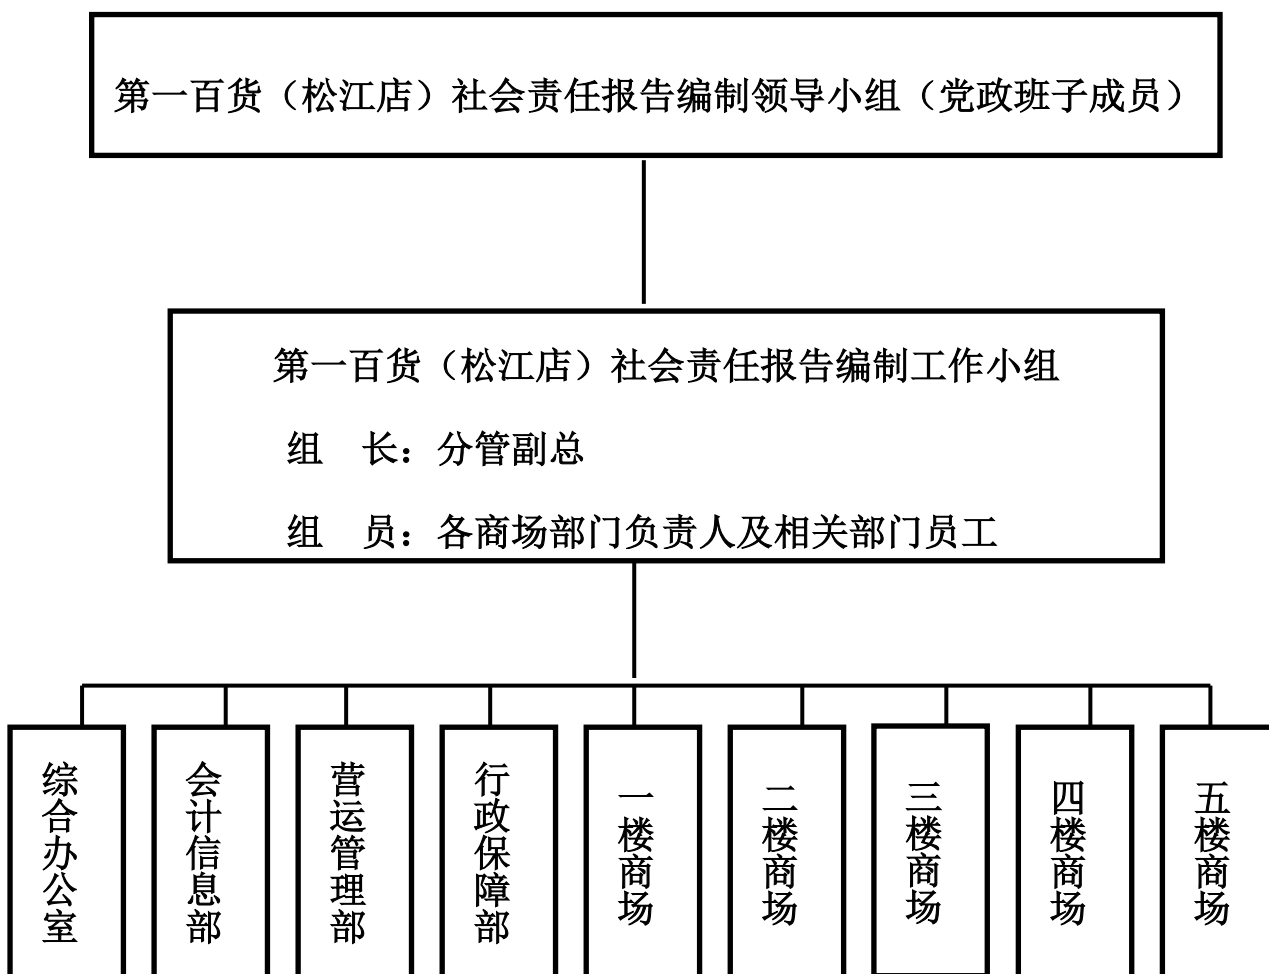 第一百货（松江店）社会责任报告编制领导小组（党政班子成员）
第一百货（松江店）社会责任报告编制工作小组
组　长：分管副总
组　员：各商场部门负责人及相关部门员工
综合办公室
会计信息部
营运管理部
行政保障部
一楼商场
二楼商场
三楼商场
四楼商场
五楼商场